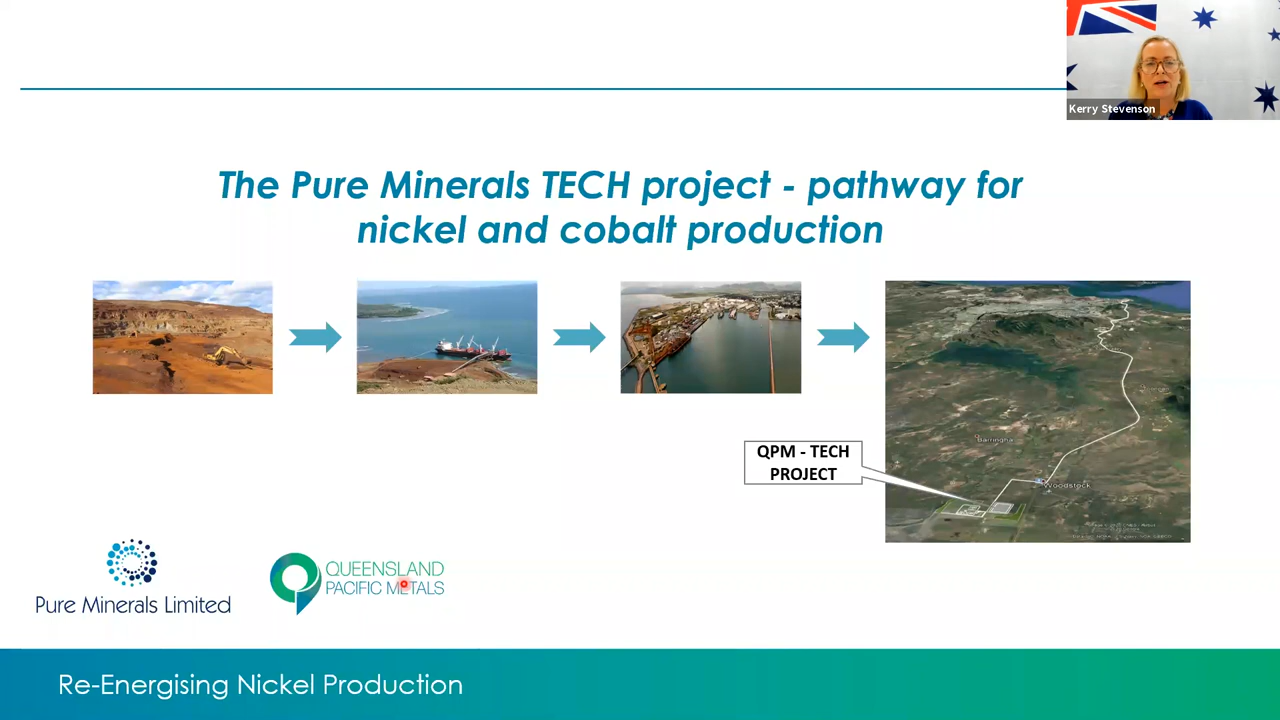 Kerry Stevenson
The Pure Minerals TECH project - pathway for
nickel and cobalt production
Barringha
QPM - TECH
PROJECT
Woodstock
QUEENSLAND
PACIFIC METALS
Pure Minerals Limited
Re-Energising Nickel Production